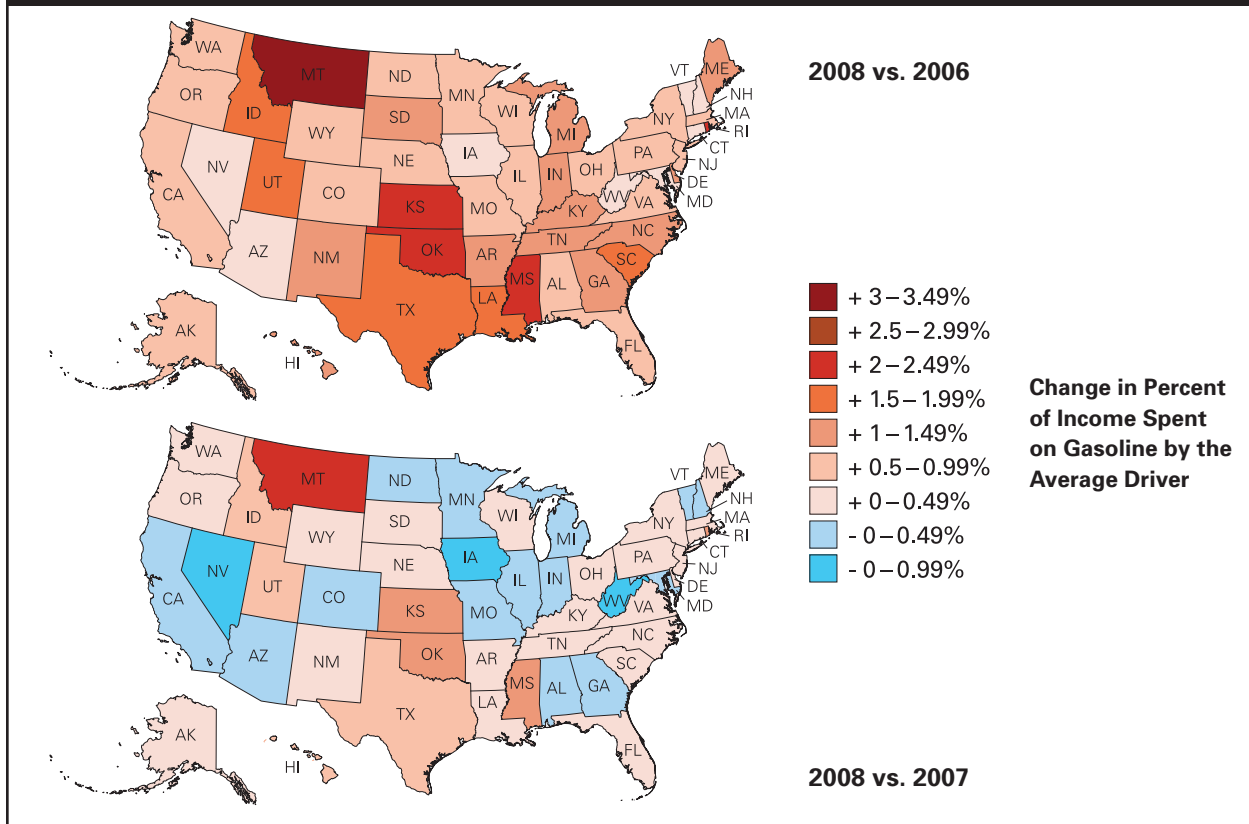 2008 vs. 2006
WA
MT
ND
MN
VT
ME
NH
MA
RI
CT
NJ
DE
MD
OR
ID
WY
SD
WI
MI
NY
NV
UT
CO
NE
IA
IL
IN
OH
PA
WV
VA
CA
AZ
NM
KS
OK
MO
AR
KY
TN
NC
SC
TX
LA
MS
AL
GA
FL
AK
HI
+ 3 – 3.49%
+ 2.5 – 2.99%
+ 2 – 2.49%
+ 1.5 – 1.99%
+ 1 – 1.49%
+ 0.5 – 0.99%
+ 0 – 0.49%
- 0 – 0.49%
- 0 – 0.99%
Change in Percent
of Income Spent
on Gasoline by the
Average Driver
WA
MT
ND
MN
VT
ME
NH
MA
RI
CT
NJ
DE
MD
OR
ID
WY
SD
WI
MI
NY
NV
UT
CO
NE
IA
IL
IN
OH
PA
WV
VA
CA
AZ
NM
KS
OK
MO
AR
KY
TN
NC
SC
TX
LA
MS
AL
GA
FL
AK
HI
2008 vs. 2007